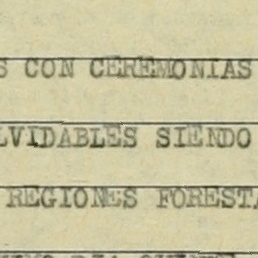 S CON CEREMONIAS
LVIDABLES SIENDO
REGIONES FORESTA